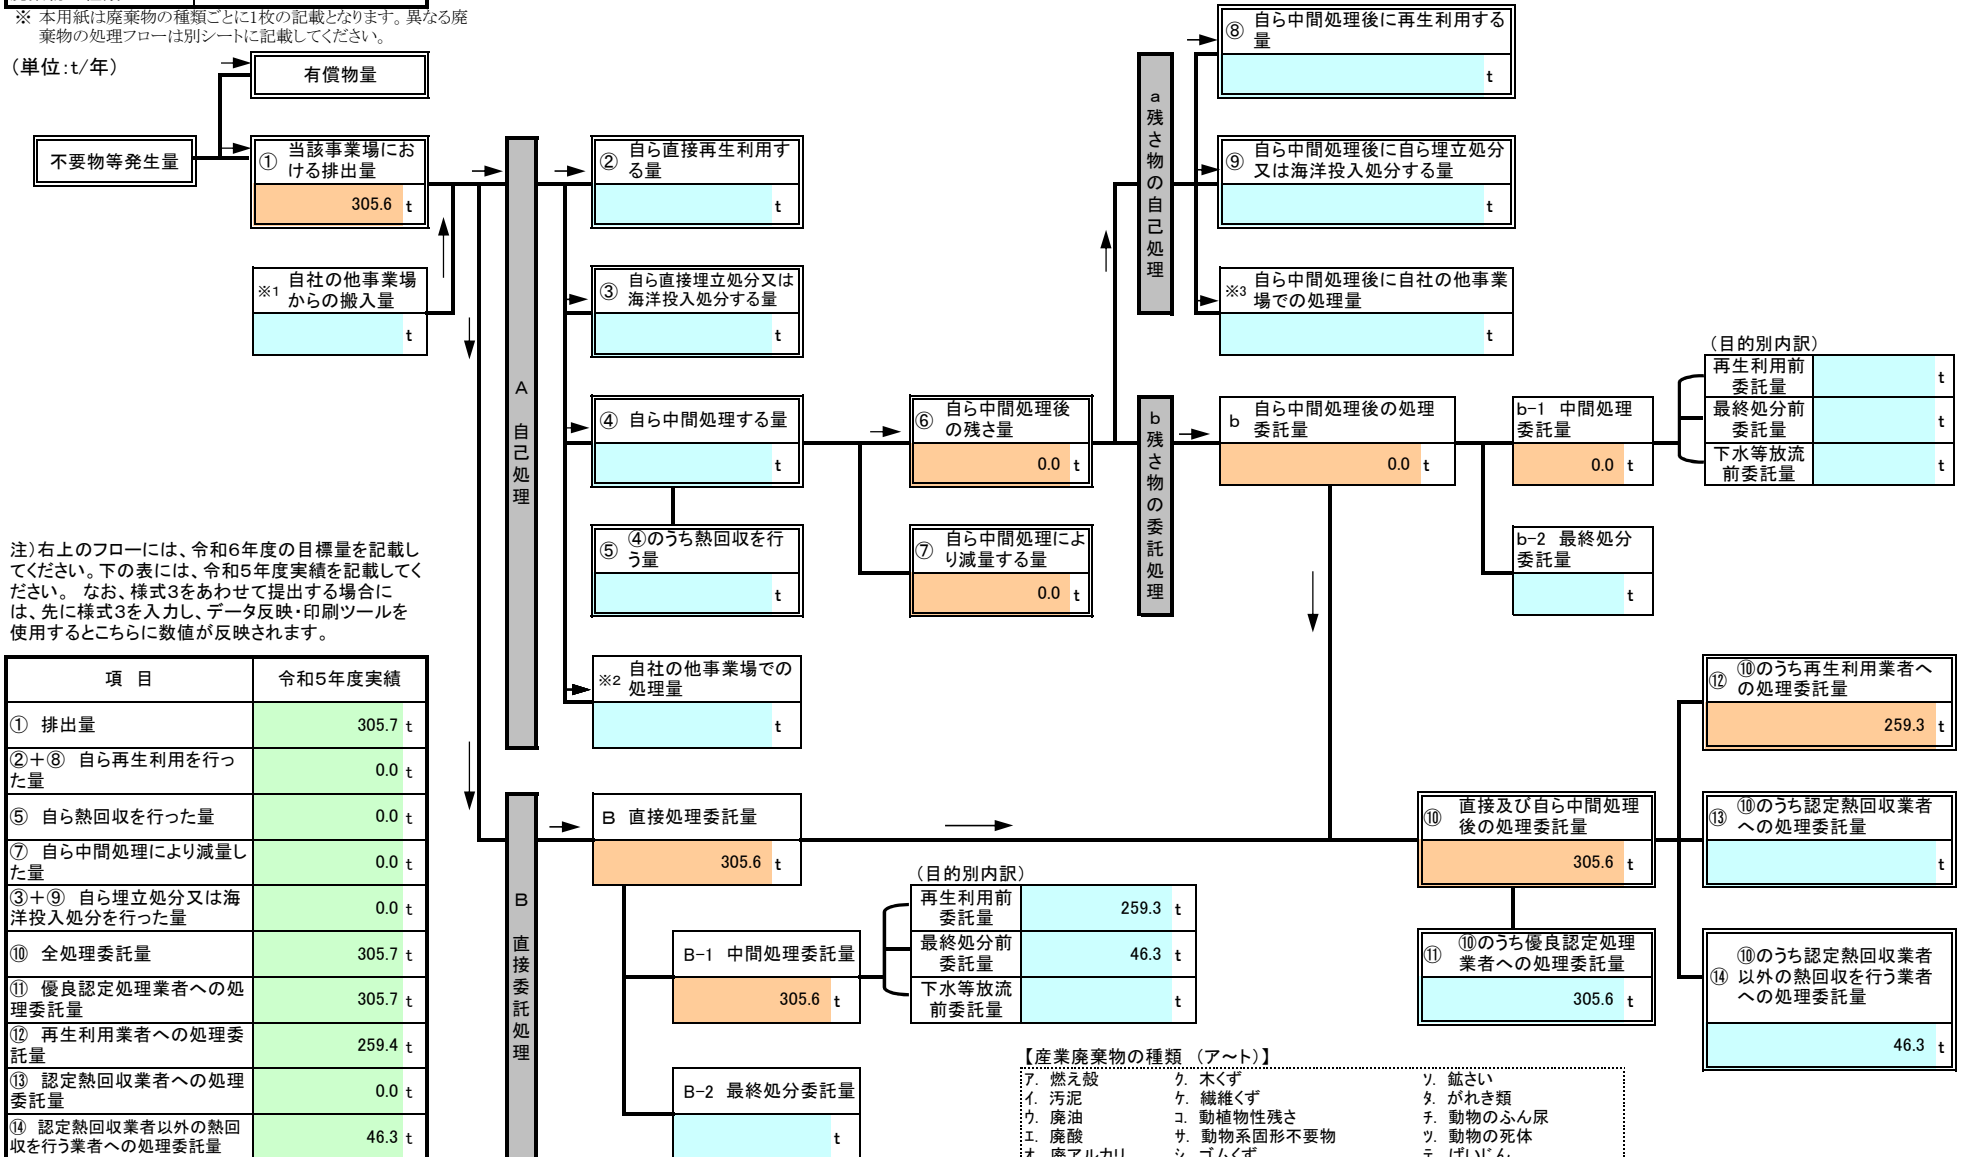 ※ 本用紙は廃棄物の種類ごとに1枚の記載となります。異なる廃
棄物の処理フローは別シートに記載してください。
(単位:t/年)
有償物量
不要物等発生量
① 当該事業場にお
ける排出量
305.6 t
※1 自社の他事業場
からの搬入量
t
A 自己処理
② 自ら直接再生利用す
る量
t
③ 自ら直接埋立処分又は
海洋投入処分する量
t
④ 自ら中間処理する量
t
⑤ ④のうち熱回収を行
う量
t
※2 自社の他事業場での
処理量
t
⑥ 自ら中間処理後
の残さ量
0.0 t
⑦ 自ら中間処理によ
り減量する量
0.0 t
a 残さ物の自己処理
⑧ 自ら中間処理後に再生利用する
量
t
⑨ 自ら中間処理後に自ら埋立処分
又は海洋投入処分する量
t
※3 自ら中間処理後に自社の他事業
場での処理量
t
b 残さ物の委託処理
b 自ら中間処理後の処理
委託量
0.0 t
b-1 中間処理
委託量
0.0 t
(目的別内訳)
再生利用前
委託量
t
最終処分前
委託量
t
下水等放流
前委託量
t
b-2 最終処分
委託量
t
注)右上のフローには、令和6年度の目標量を記載し
てください。下の表には、令和5年度実績を記載してく
ださい。 なお、様式3をあわせて提出する場合に
は、先に様式3を入力し、データ反映・印刷ツールを
使用するとこちらに数値が反映されます。
項 目 令和5年度実績
① 排出量 305.7 t
②+⑧ 自ら再生利用を行っ
た量
0.0 t
⑤ 自ら熱回収を行った量 0.0 t
⑦ 自ら中間処理により減量し
た量
0.0 t
③+⑨ 自ら埋立処分又は海
洋投入処分を行った量
0.0 t
⑩ 全処理委託量 305.7 t
⑪ 優良認定処理業者への処
理委託量
305.7 t
⑫ 再生利用業者への処理委
託量
259.4 t
⑬ 認定熱回収業者への処理
委託量
0.0 t
⑭ 認定熱回収業者以外の熱回
収を行う業者への処理委託量
46.3 t
B 直接委託処理
B 直接処理委託量
305.6 t
B-1 中間処理委託量
305.6 t
(目的別内訳)
再生利用前
委託量
259.3 t
最終処分前
委託量
46.3 t
下水等放流
前委託量
t
B-2 最終処分委託量
t
⑩ 直接及び自ら中間処理
後の処理委託量
305.6 t
⑪ ⑩のうち優良認定処理
業者への処理委託量
305.6 t
⑫ ⑩のうち再生利用業者へ
の処理委託量
259.3 t
⑬ ⑩のうち認定熱回収業者
への処理委託量
t
⑭ ⑩のうち認定熱回収業者
以外の熱回収を行う業者
への処理委託量
46.3 t
【産業廃棄物の種類 (ア~ト)】
ア. 燃え殻 ク. 木くず ソ. 鉱さい
イ. 汚泥 ケ. 繊維くず タ. がれき類
ウ. 廃油 コ. 動植物性残さ チ. 動物のふん尿
エ. 廃酸 サ. 動物系固形不要物 ツ. 動物の死体
オ. 廃アルカリ シ. ゴムくず テ. ばいじん